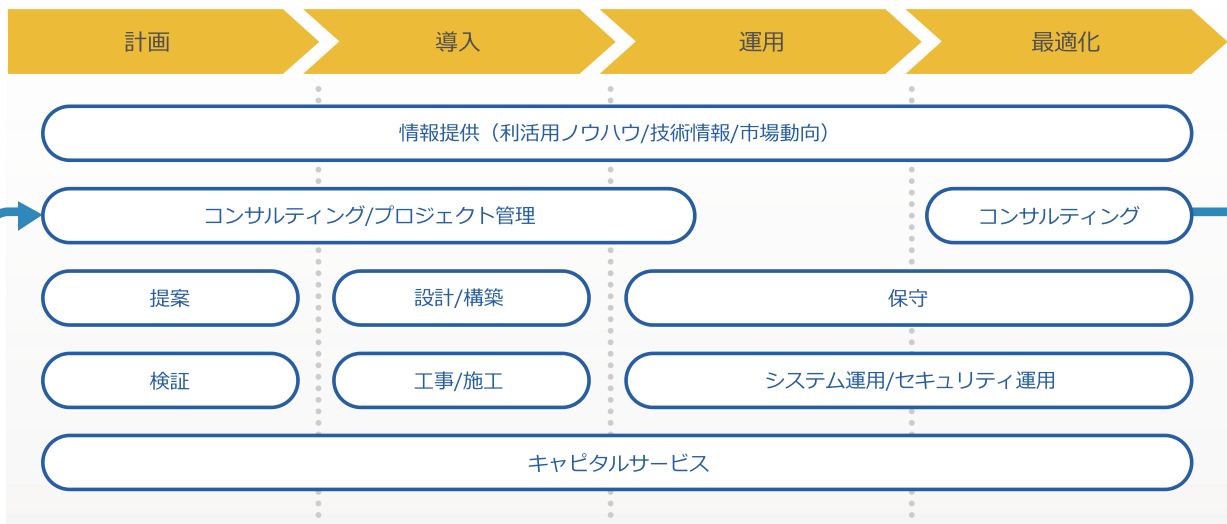 計画
導入
運用
最適化
情報提供（利活用ノウハウ/技術情報/市場動向）
コンサルティング/プロジェクト管理
コンサルティング
提案
設計/構築
保守
検証
工事/施工
システム運用/セキュリティ運用
キャピタルサービス